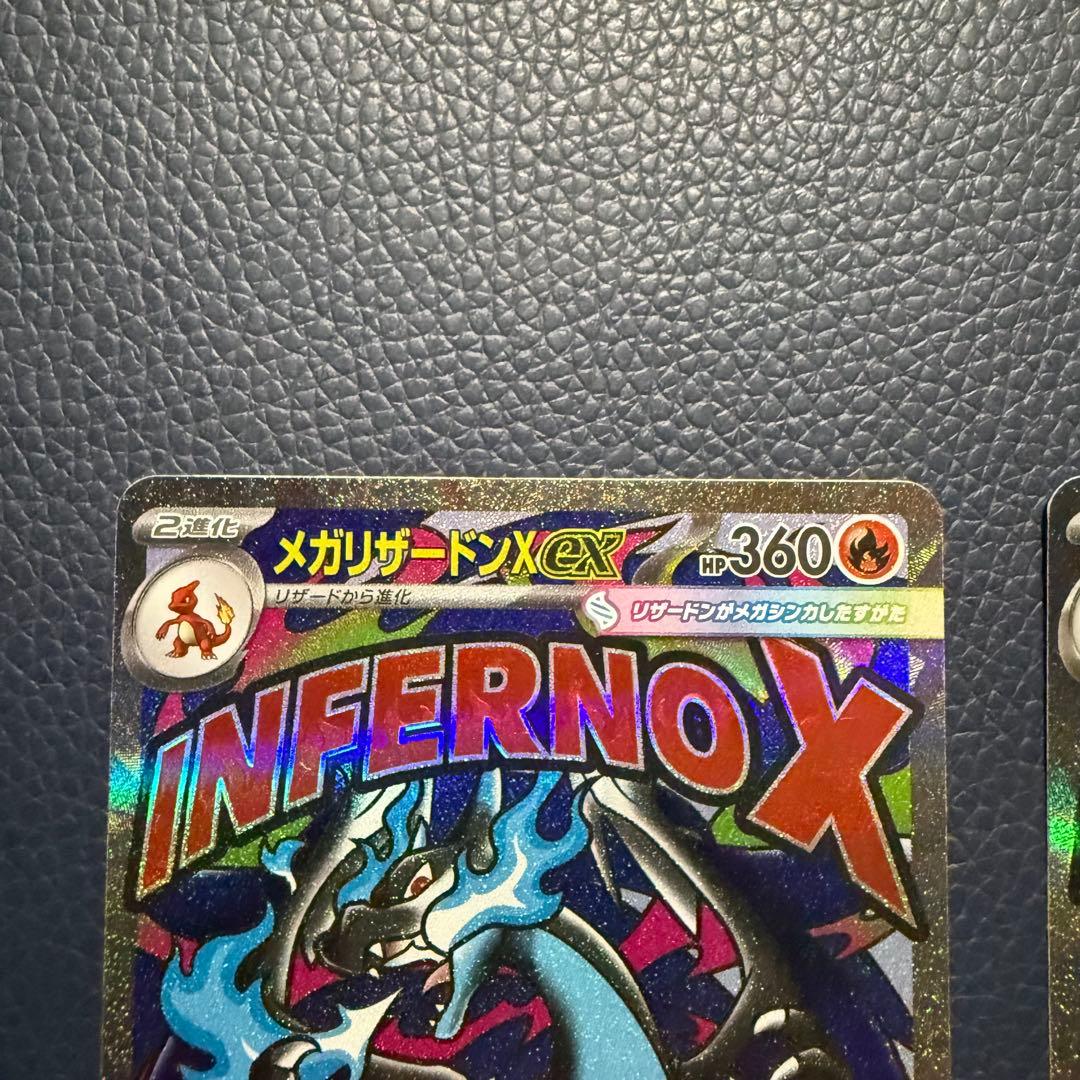 2進化
メガリザードンXex
HP360
リザードから進化
リザードンがメガシンカしたすがた
INFERNO X